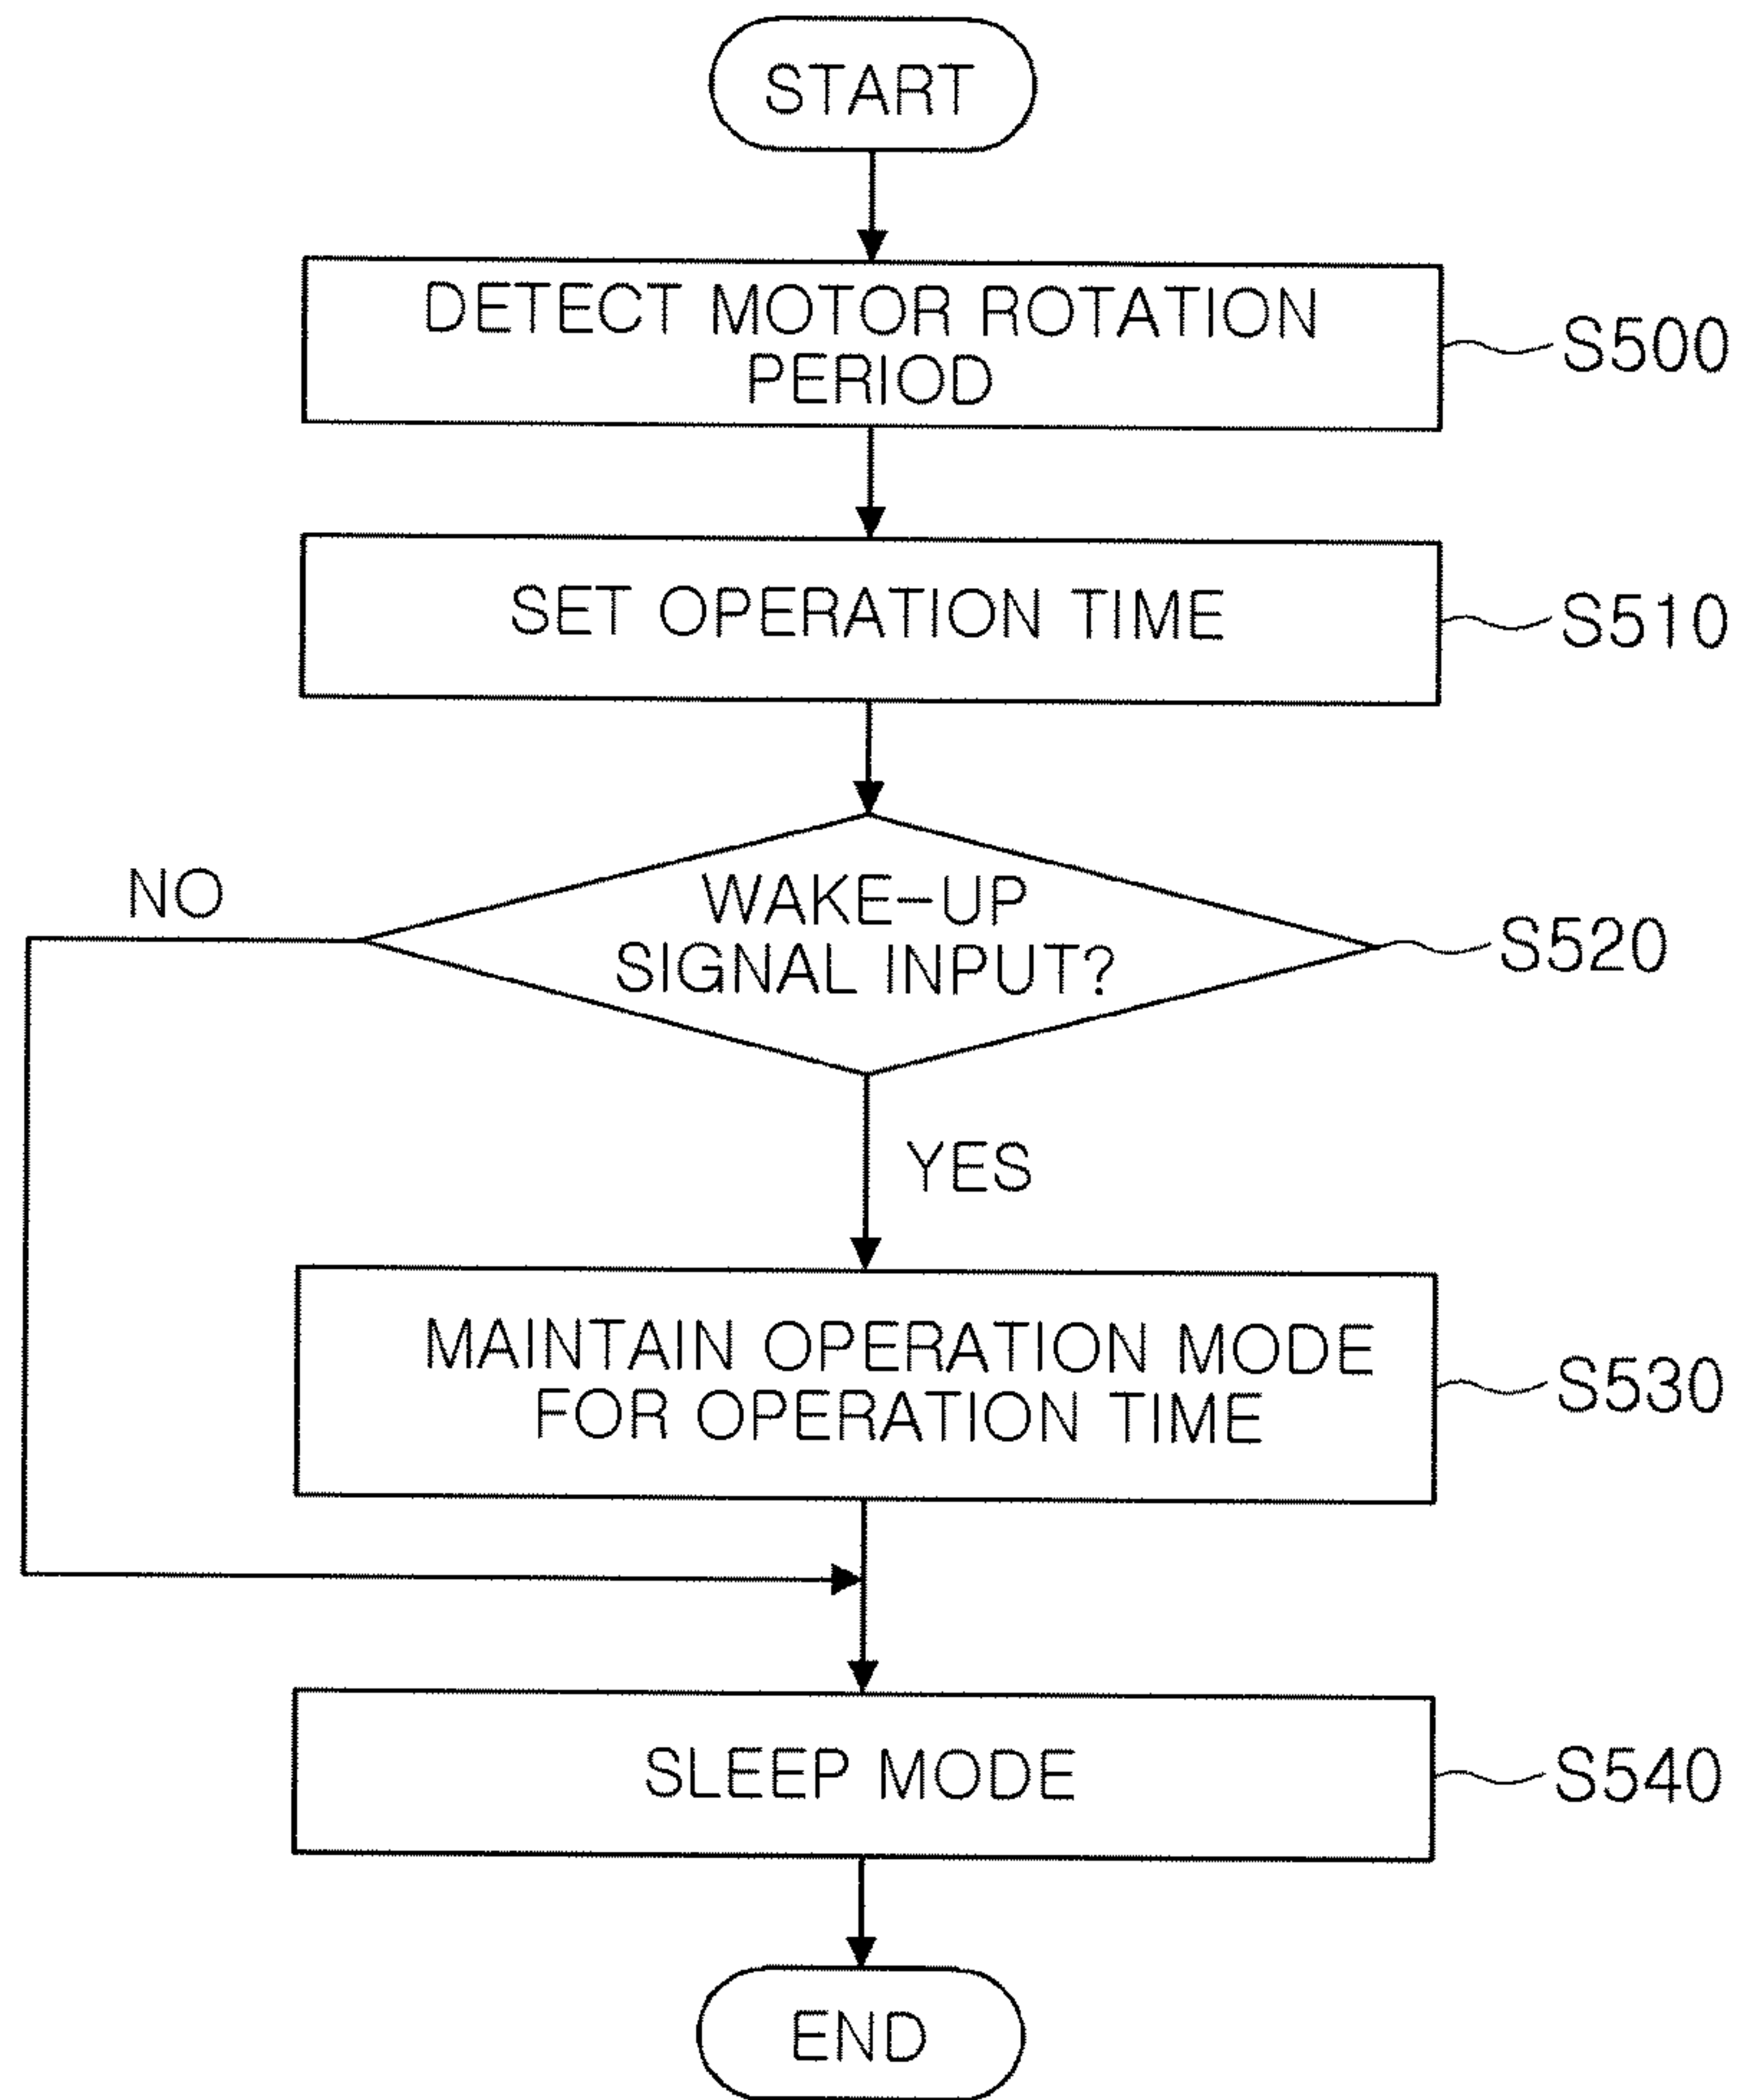 START
DETECT MOTOR ROTATION
PERIOD
S500
SET OPERATION TIME
S510
NO
WAKE-UP
SIGNAL INPUT?
S520
YES
MAINTAIN OPERATION MODE
FOR OPERATION TIME
S530
SLEEP MODE
S540
END